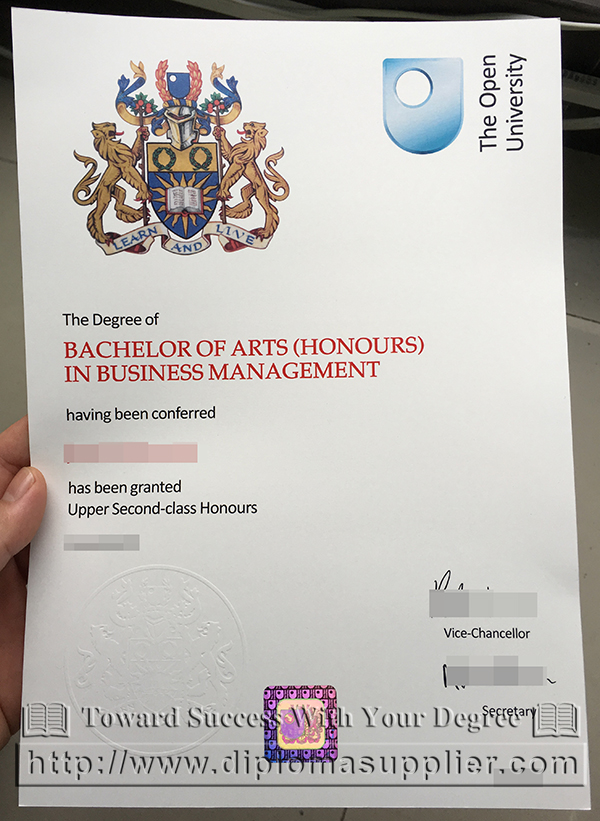 The Open
University
LEARN AND LIVE
The Degree of
BACHELOR OF ARTS (HONOURS)
IN BUSINESS MANAGEMENT
having been conferred
has been granted
Upper Second-class Honours
Vice-Chancellor
Secretary
Toward Success With Your Degree
http://www.diplomasupplier.com